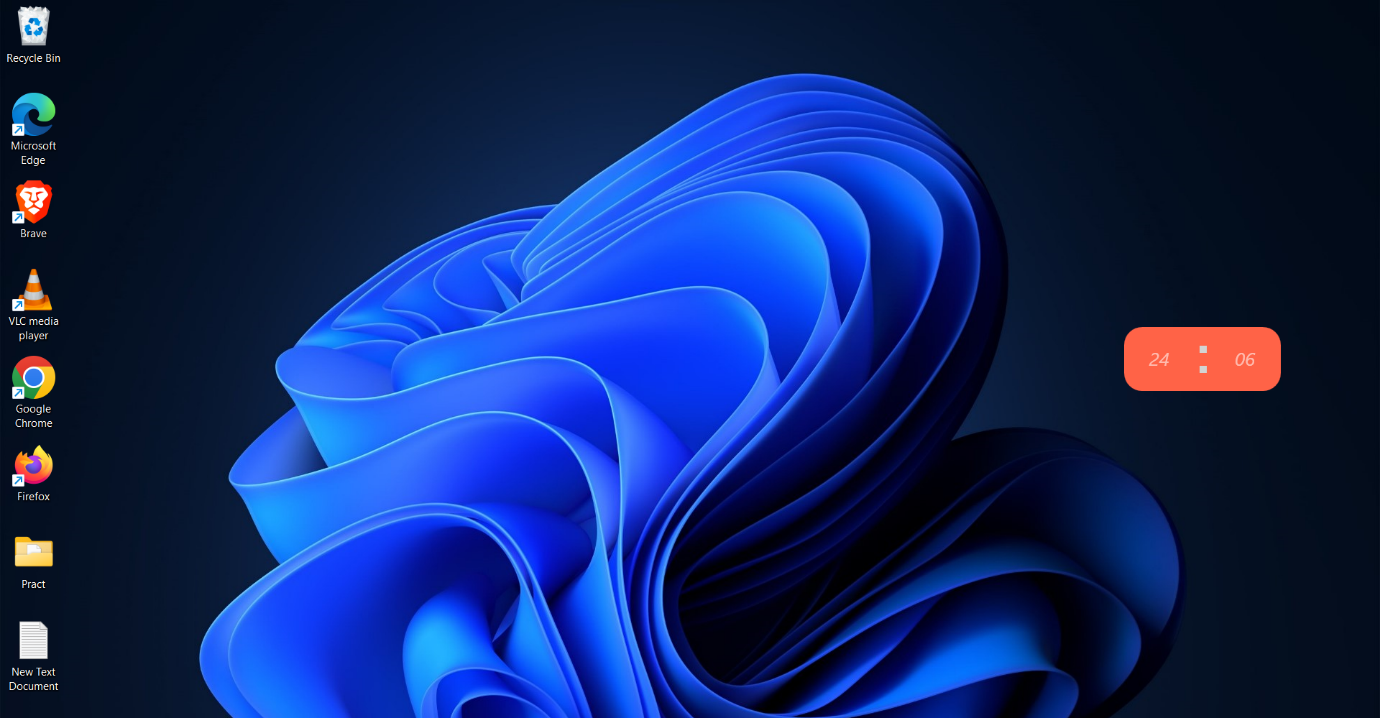 Recycle Bin
Microsoft
Edge
Brave
VLC media
player
Google
Chrome
Firefox
Pract
New Text
Document
24 : 06